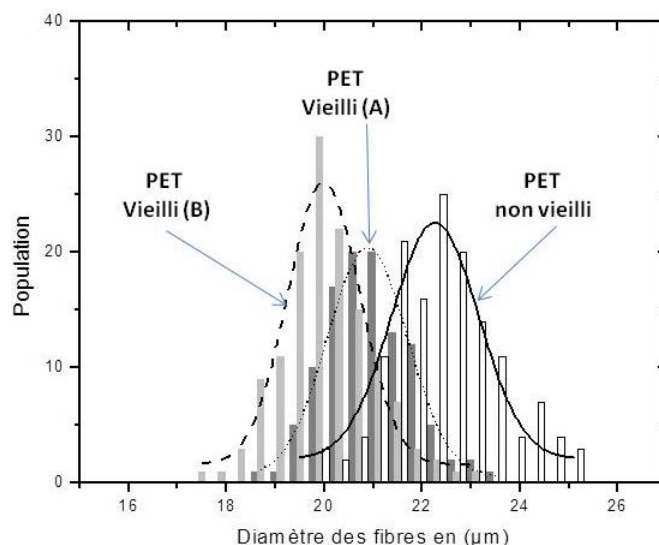 40
30
20
10
0
Population
PET
Vieilli (A)
PET
Vieilli (B)
PET
non vieilli
16 18 20 22 24 26
Diamètre des fibres en (µm)